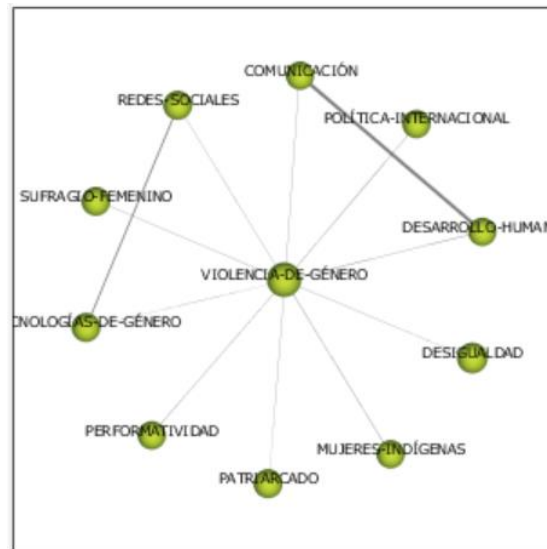 COMUNICACIÓN
REDES-SOCIALES
POLÍTICA-INTERNACIONAL
SUFRAGIO-FEMENINO
DESARROLLO-HUMAN
VIOLENCIA-DE-GÉNERO
CNOLOGÍAS-DE-GÉNERO
DESIGUALDAD
PERFORMATIVIDAD
MUJERES-INDÍGENAS
PATRIARCADO